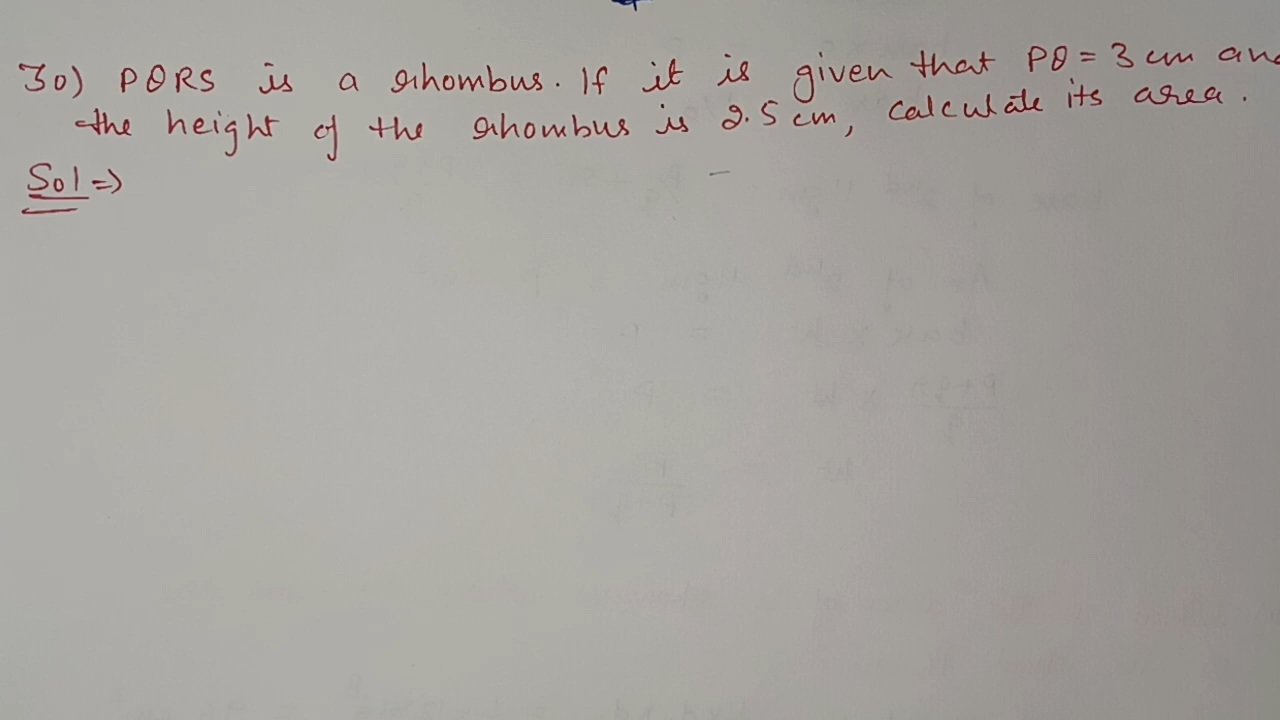 30) PQRS is a rhombus. If it is given that PQ = 3 cm and
the height of the rhombus is 2.5 cm, calculate its area.
Sol =>